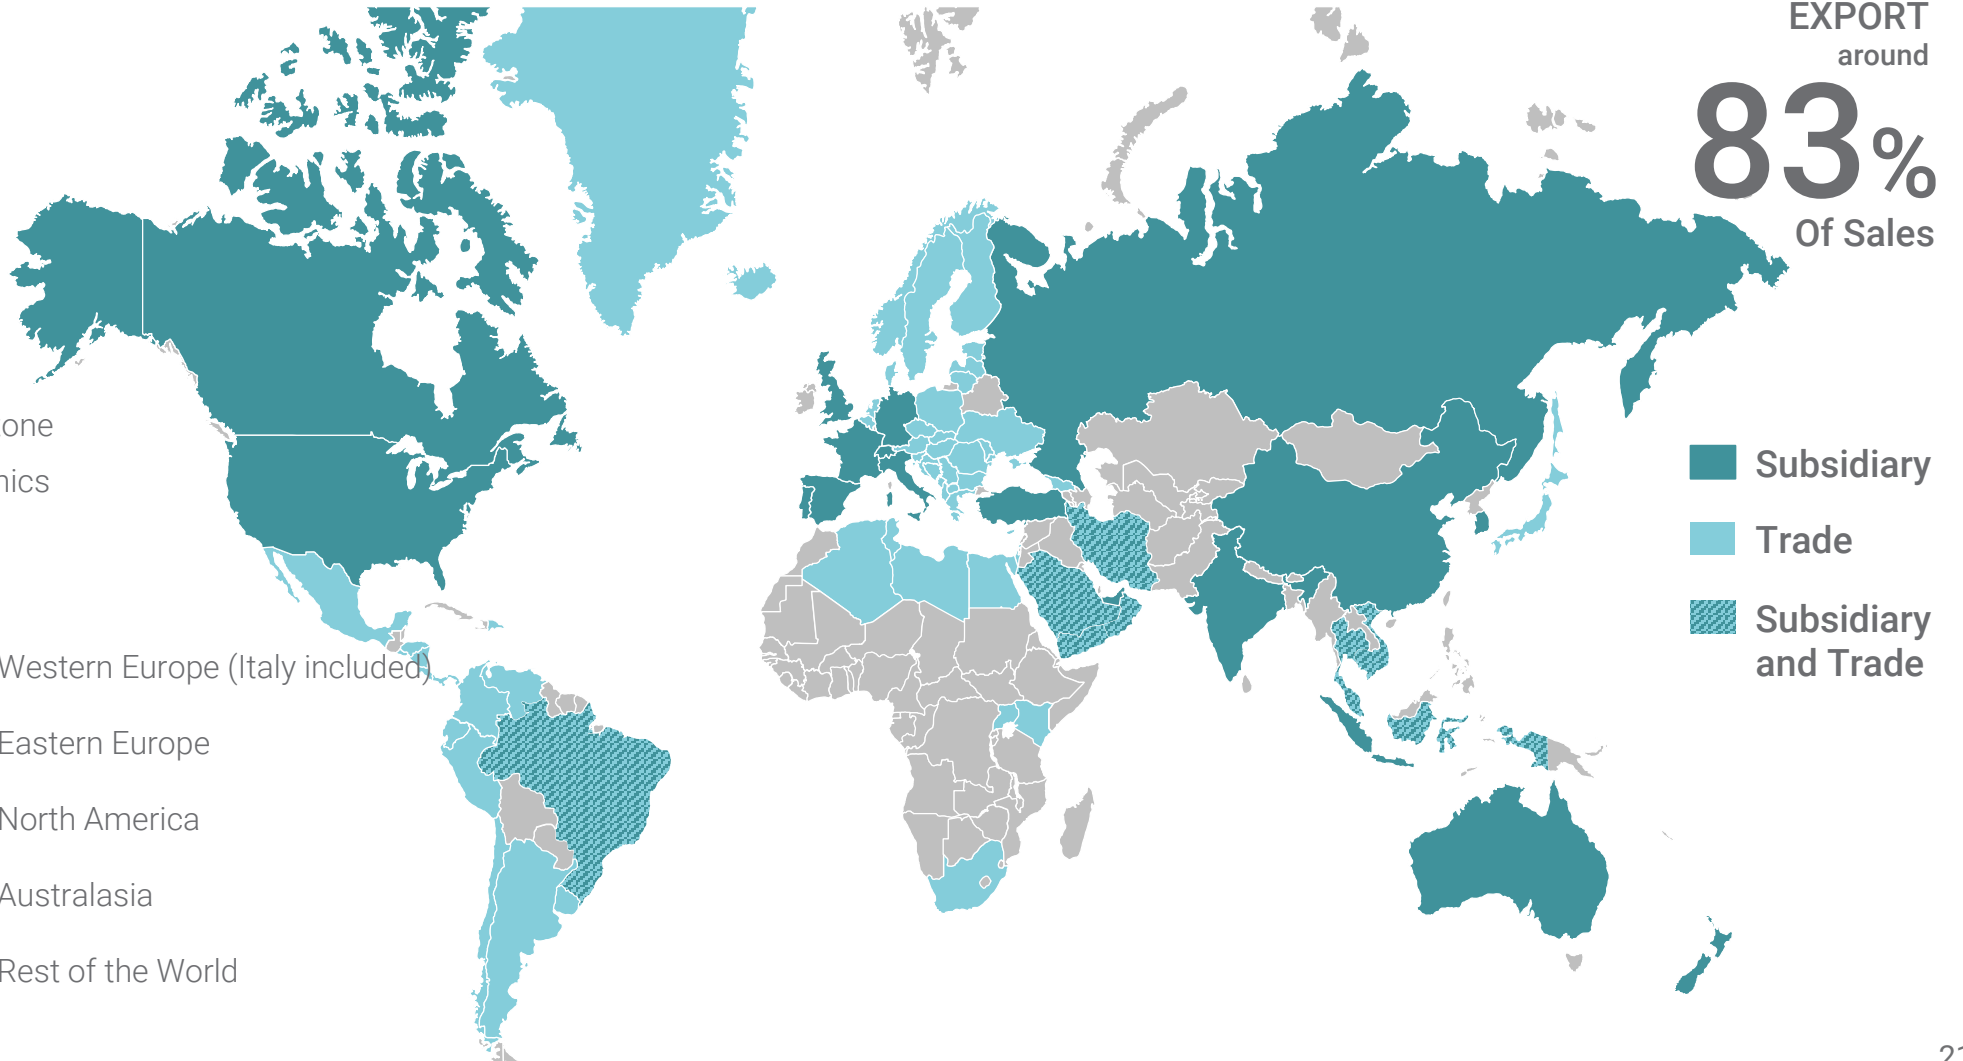 EXPORT
around
83%
Of Sales
one
nics
Subsidiary
Trade
Subsidiary
and Trade
Western Europe (Italy included)
Eastern Europe
North America
Australasia
Rest of the World